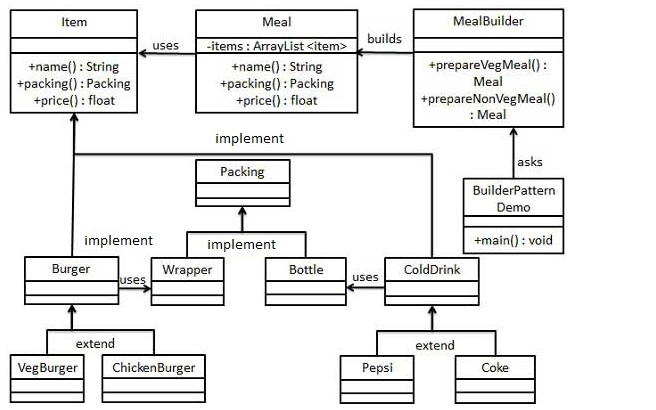 Item
+name() : String
+packing() : Packing
+price() : float
uses
Meal
-items : ArrayList <item>
+name() : String
+packing() : Packing
+price() : float
builds
MealBuilder
+prepareVegMeal() :
Meal
+prepareNonVegMeal()
: Meal
implement
asks
Packing
BuilderPattern
Demo
+main() : void
implement
implement
Burger
uses
Wrapper
Bottle
uses
ColdDrink
extend
extend
VegBurger
ChickenBurger
Pepsi
Coke